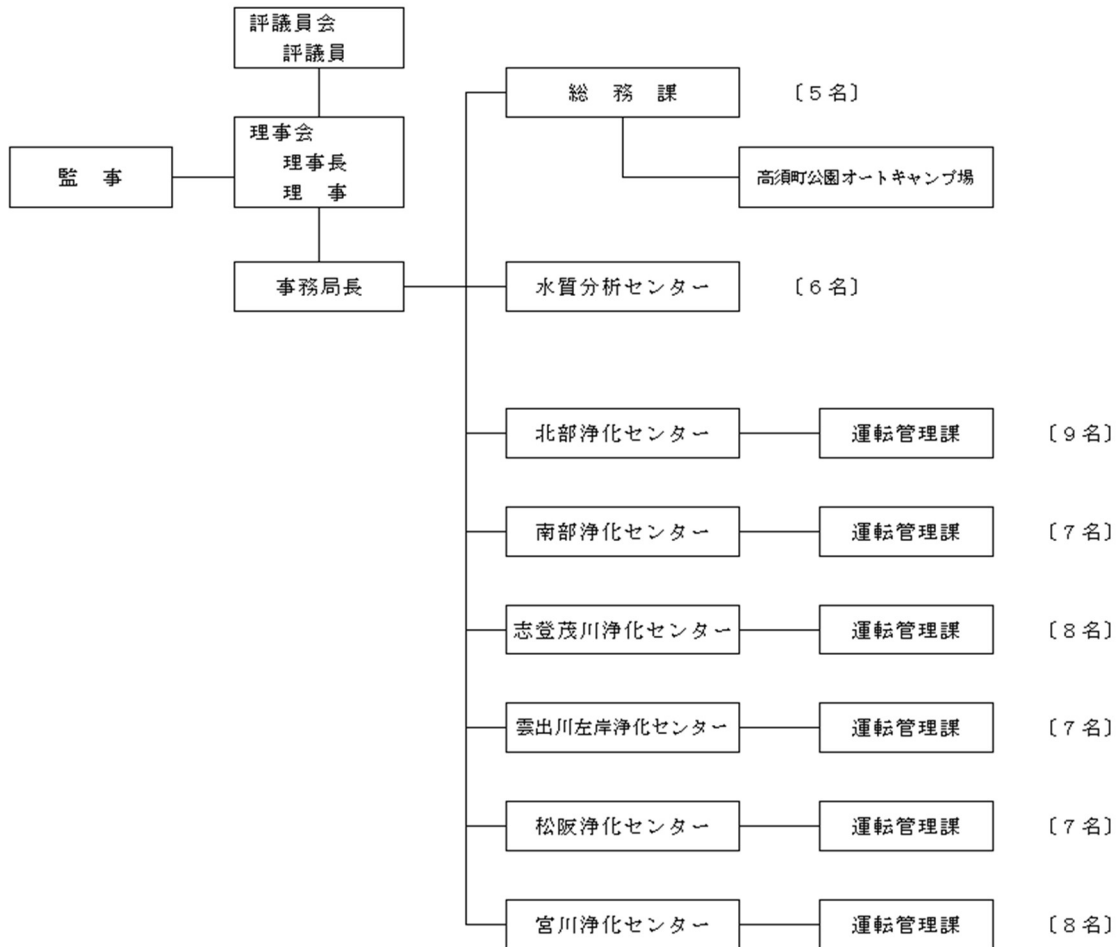 評議員会
評議員
総　務　課　〔5名〕
理事会
理事長
理　事
監　事
高須町公園オートキャンプ場
事務局長
水質分析センター　〔6名〕
北部浄化センター　運転管理課　〔9名〕
南部浄化センター　運転管理課　〔7名〕
志登茂川浄化センター　運転管理課　〔8名〕
雲出川左岸浄化センター　運転管理課　〔7名〕
松阪浄化センター　運転管理課　〔7名〕
宮川浄化センター　運転管理課　〔8名〕